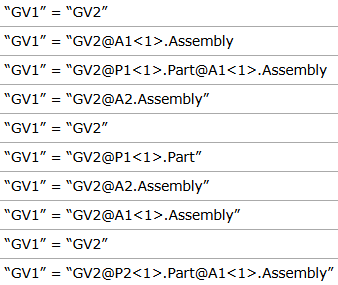 “GV1” = “GV2”
“GV1” = “GV2@A1<1>.Assembly
“GV1” = “GV2@P1<1>.Part@A1<1>.Assembly
“GV1” = “GV2@A2.Assembly”
“GV1” = “GV2”
“GV1” = “GV2@P1<1>.Part”
“GV1” = “GV2@A2.Assembly”
“GV1” = “GV2@A1<1>.Assembly”
“GV1” = “GV2”
“GV1” = “GV2@P2<1>.Part@A1<1>.Assembly”